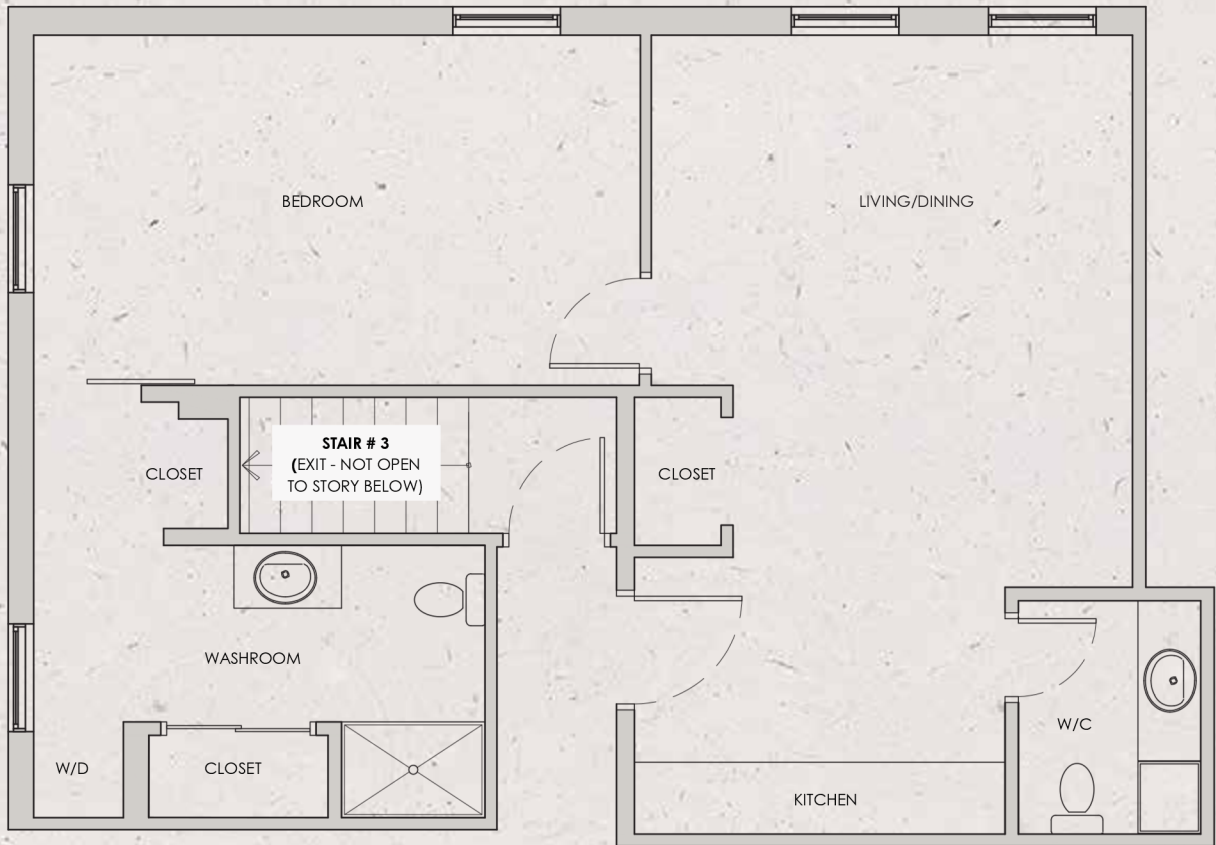 BEDROOM
LIVING/DINING
STAIR # 3
(EXIT - NOT OPEN
TO STORY BELOW)
CLOSET
CLOSET
WASHROOM
W/C
W/D
CLOSET
KITCHEN